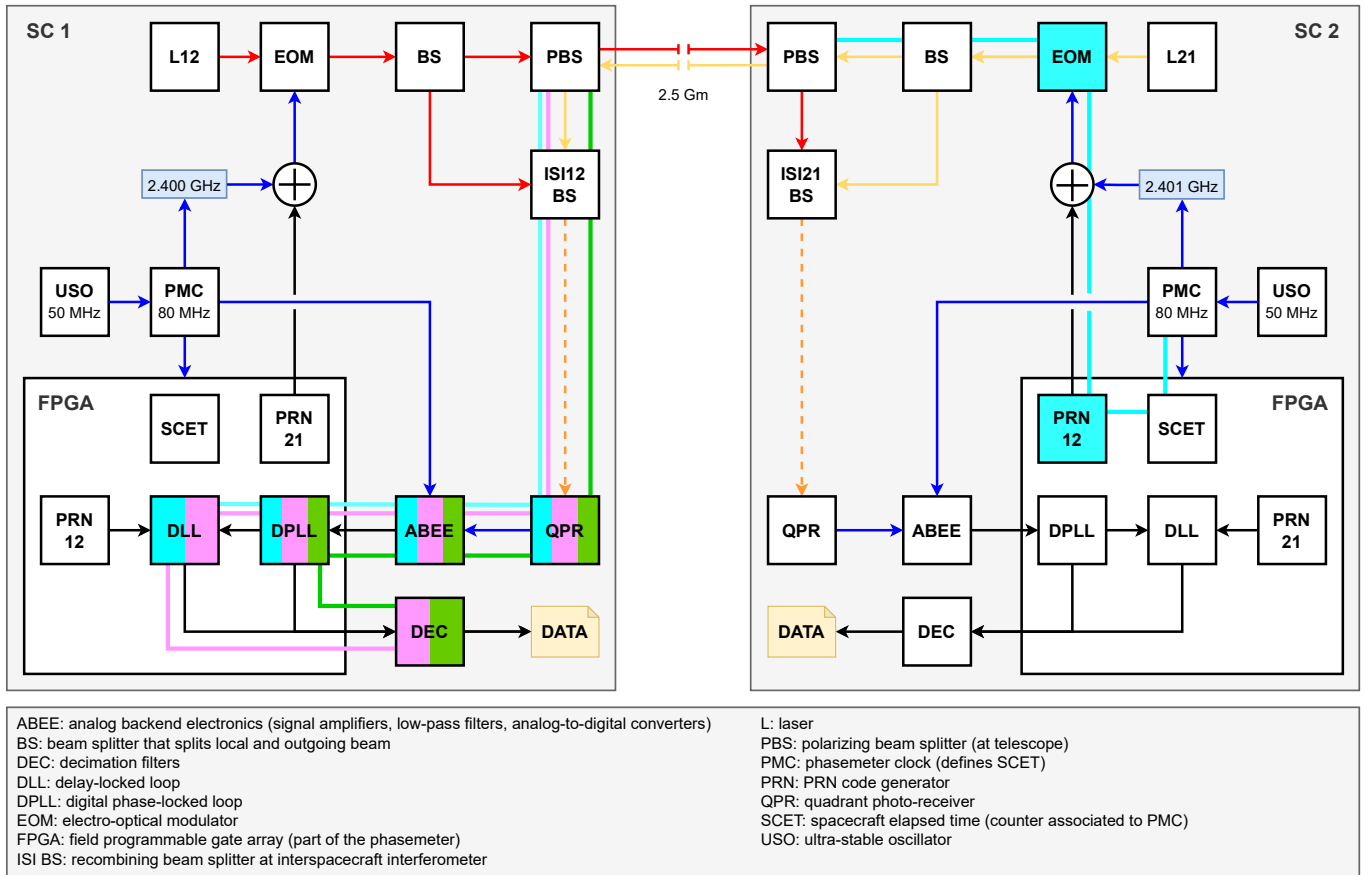 SC 1
SC 2
L12
EOM
BS
PBS
PBS
BS
EOM
L21
2.5 Gm
ISI12
BS
ISI21
BS
2.400 GHz
2.401 GHz
USO
50 MHz
PMC
80 MHz
PMC
80 MHz
USO
50 MHz
FPGA
SCET
PRN
21
PRN
12
SCET
FPGA
PRN
12
DLL
DPLL
ABEE
QPR
QPR
ABEE
DPLL
DLL
PRN
21
DEC
DATA
DATA
DEC
ABEE: analog backend electronics (signal amplifiers, low-pass filters, analog-to-digital converters)
BS: beam splitter that splits local and outgoing beam
DEC: decimation filters
DLL: delay-locked loop
DPLL: digital phase-locked loop
EOM: electro-optical modulator
FPGA: field programmable gate array (part of the phasemeter)
ISI BS: recombining beam splitter at interspacecraft interferometer
L: laser
PBS: polarizing beam splitter (at telescope)
PMC: phasemeter clock (defines SCET)
PRN: PRN code generator
QPR: quadrant photo-receiver
SCET: spacecraft elapsed time (counter associated to PMC)
USO: ultra-stable oscillator